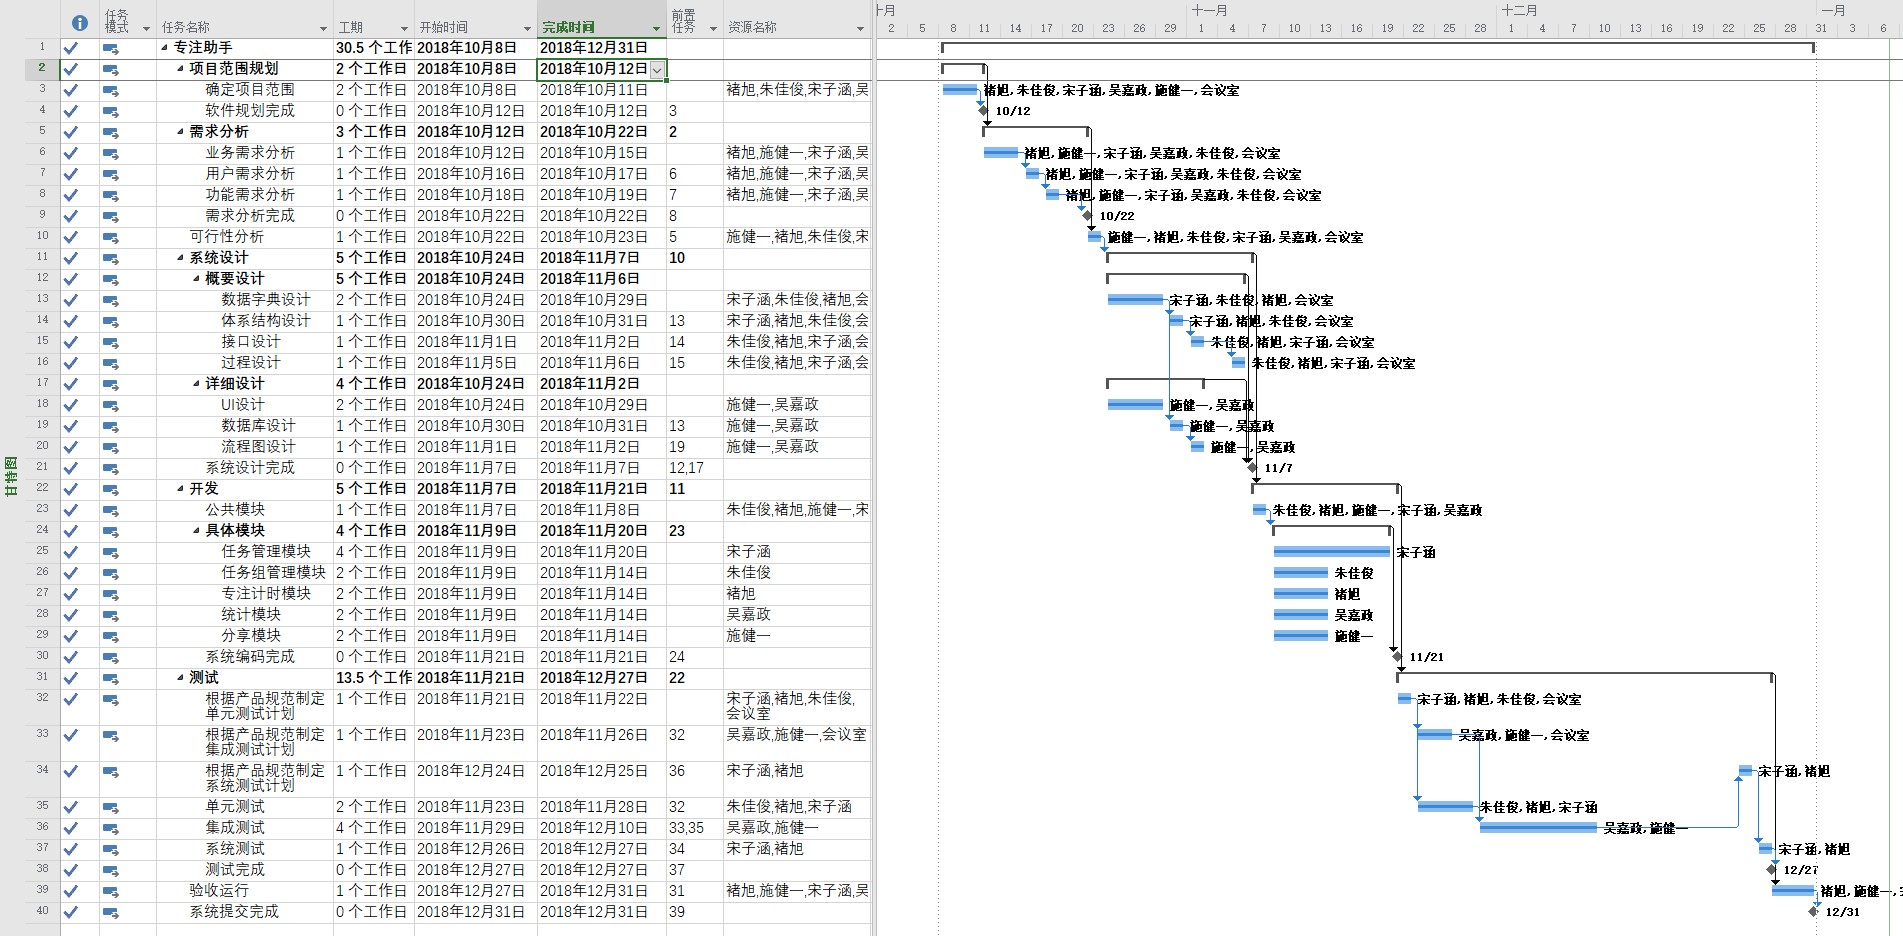 任务模式 任务名称 工期 开始时间 完成时间 前置任务 资源名称
十月 十一月 十二月 一月
2 5 8 11 14 17 20 23 26 29 1 4 7 10 13 16 19 22 25 28 1 4 7 10 13 16 19 22 25 28 31 3 6
甘特图
1 专注助手 30.5 个工作 2018年10月8日 2018年12月31日
2 项目范围规划 2 个工作日 2018年10月8日 2018年10月12日
3 确定项目范围 2 个工作日 2018年10月8日 2018年10月11日 褚旭,朱佳俊,宋子涵,吴 褚旭,朱佳俊,宋子涵,吴嘉政,施健一,会议室
4 软件规划完成 0 个工作日 2018年10月12日 2018年10月12日 3 10/12
5 需求分析 3 个工作日 2018年10月12日 2018年10月22日 2
6 业务需求分析 1 个工作日 2018年10月12日 2018年10月15日 褚旭,施健一,宋子涵,吴 褚旭,施健一,宋子涵,吴嘉政,朱佳俊,会议室
7 用户需求分析 1 个工作日 2018年10月16日 2018年10月17日 6 褚旭,施健一,宋子涵,吴 褚旭,施健一,宋子涵,吴嘉政,朱佳俊,会议室
8 功能需求分析 1 个工作日 2018年10月18日 2018年10月19日 7 褚旭,施健一,宋子涵,吴 褚旭,施健一,宋子涵,吴嘉政,朱佳俊,会议室
9 需求分析完成 0 个工作日 2018年10月22日 2018年10月22日 8 10/22
10 可行性分析 1 个工作日 2018年10月22日 2018年10月23日 5 施健一,褚旭,朱佳俊,宋 施健一,褚旭,朱佳俊,宋子涵,吴嘉政,会议室
11 系统设计 5 个工作日 2018年10月24日 2018年11月7日 10
12 概要设计 5 个工作日 2018年10月24日 2018年11月6日
13 数据字典设计 2 个工作日 2018年10月24日 2018年10月29日 宋子涵,朱佳俊,褚旭,会 宋子涵,朱佳俊,褚旭,会议室
14 体系结构设计 1 个工作日 2018年10月30日 2018年10月31日 13 宋子涵,褚旭,朱佳俊,会 宋子涵,褚旭,朱佳俊,会议室
15 接口设计 1 个工作日 2018年11月1日 2018年11月2日 14 朱佳俊,褚旭,宋子涵,会 朱佳俊,褚旭,宋子涵,会议室
16 过程设计 1 个工作日 2018年11月5日 2018年11月6日 15 朱佳俊,褚旭,宋子涵,会 朱佳俊,褚旭,宋子涵,会议室
17 详细设计 4 个工作日 2018年10月24日 2018年11月2日
18 UI设计 2 个工作日 2018年10月24日 2018年10月29日 施健一,吴嘉政 施健一,吴嘉政
19 数据库设计 1 个工作日 2018年10月30日 2018年10月31日 13 施健一,吴嘉政 施健一,吴嘉政
20 流程图设计 1 个工作日 2018年11月1日 2018年11月2日 19 施健一,吴嘉政 施健一,吴嘉政
21 系统设计完成 0 个工作日 2018年11月7日 2018年11月7日 12,17 11/7
22 开发 5 个工作日 2018年11月7日 2018年11月21日 11
23 公共模块 1 个工作日 2018年11月7日 2018年11月8日 朱佳俊,褚旭,施健一,宋 朱佳俊,褚旭,施健一,宋子涵,吴嘉政
24 具体模块 4 个工作日 2018年11月9日 2018年11月20日 23
25 任务管理模块 4 个工作日 2018年11月9日 2018年11月20日 宋子涵 宋子涵
26 任务组管理模块 2 个工作日 2018年11月9日 2018年11月14日 朱佳俊 朱佳俊
27 专注计时模块 2 个工作日 2018年11月9日 2018年11月14日 褚旭 褚旭
28 统计模块 2 个工作日 2018年11月9日 2018年11月14日 吴嘉政 吴嘉政
29 分享模块 2 个工作日 2018年11月9日 2018年11月14日 施健一 施健一
30 系统编码完成 0 个工作日 2018年11月21日 2018年11月21日 24 11/21
31 测试 13.5 个工作 2018年11月21日 2018年12月27日 22
32 根据产品规范制定 1 个工作日 2018年11月21日 2018年11月22日 宋子涵,褚旭,朱佳俊, 宋子涵,褚旭,朱佳俊,会议室
单元测试计划 会议室
33 根据产品规范制定 1 个工作日 2018年11月23日 2018年11月26日 32 吴嘉政,施健一,会议室 吴嘉政,施健一,会议室
集成测试计划
34 根据产品规范制定 1 个工作日 2018年12月24日 2018年12月25日 36 宋子涵,褚旭 宋子涵,褚旭
系统测试计划
35 单元测试 2 个工作日 2018年11月23日 2018年11月28日 32 朱佳俊,褚旭,宋子涵 朱佳俊,褚旭,宋子涵
36 集成测试 4 个工作日 2018年11月29日 2018年12月10日 33,35 吴嘉政,施健一 吴嘉政,施健一
37 系统测试 1 个工作日 2018年12月26日 2018年12月27日 34 宋子涵,褚旭 宋子涵,褚旭
38 测试完成 0 个工作日 2018年12月27日 2018年12月27日 37 12/27
39 验收运行 1 个工作日 2018年12月27日 2018年12月31日 31 褚旭,施健一,宋子涵,吴 褚旭,施健一,
40 系统提交完成 0 个工作日 2018年12月31日 2018年12月31日 39 12/31